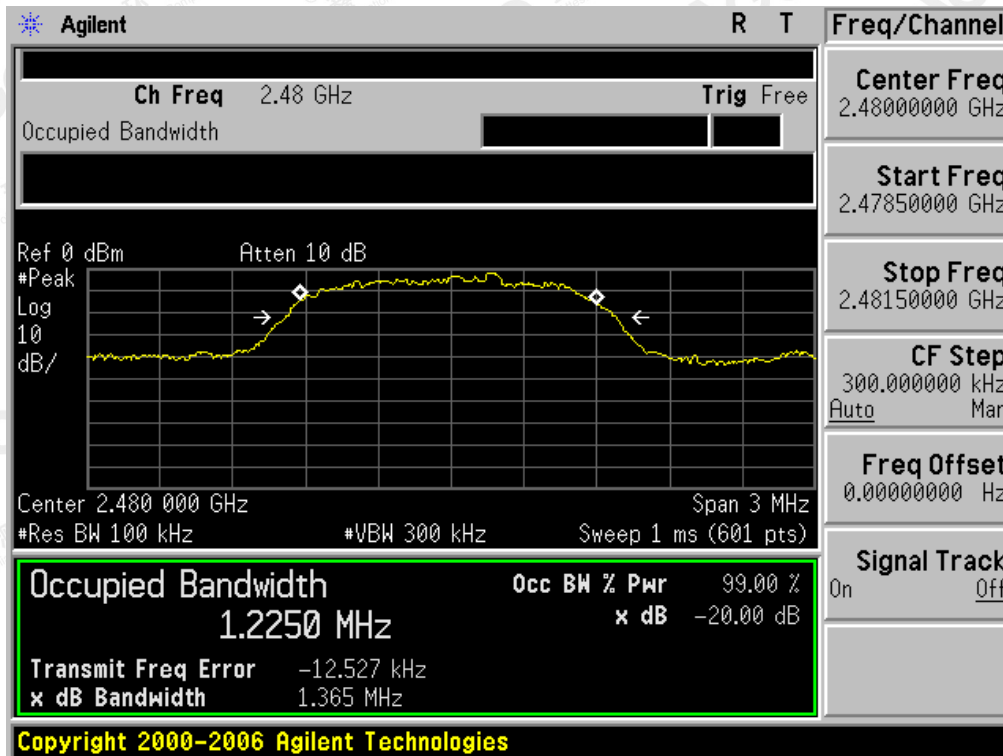 Agilent R T Freq/Channel
Ch Freq 2.48 GHz Trig Free
Occupied Bandwidth
Center Freq
2.48000000 GHz
Start Freq
2.47850000 GHz
Stop Freq
2.48150000 GHz
CF Step
300.000000 kHz
Auto Man
Freq Offset
0.00000000 Hz
Signal Track
On Off
Ref 0 dBm Atten 10 dB
#Peak
Log
10
dB/
Center 2.480 000 GHz Span 3 MHz
#Res BW 100 kHz #VBW 300 kHz Sweep 1 ms (601 pts)
Occupied Bandwidth Occ BW % Pwr 99.00 %
1.2250 MHz x dB -20.00 dB
Transmit Freq Error -12.527 kHz
x dB Bandwidth 1.365 MHz
Copyright 2000-2006 Agilent Technologies